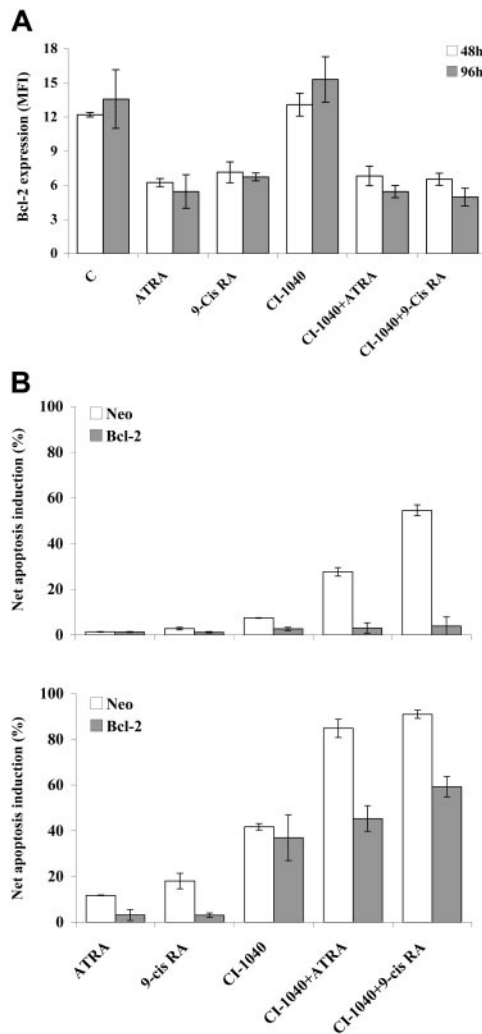 A
Bcl-2 expression (MFI)
18
15
12
9
6
3
0
48h
96h
C
ATRA
9-Cis RA
CI-1040
CI-1040+ATRA
CI-1040+9-Cis RA
B
Net apoptosis induction (%)
100
80
60
40
20
0
Neo
Bcl-2
Net apoptosis induction (%)
100
80
60
40
20
0
Neo
Bcl-2
ATRA
9-cis RA
CI-1040
CI-1040+ATRA
CI-1040+9-cis RA